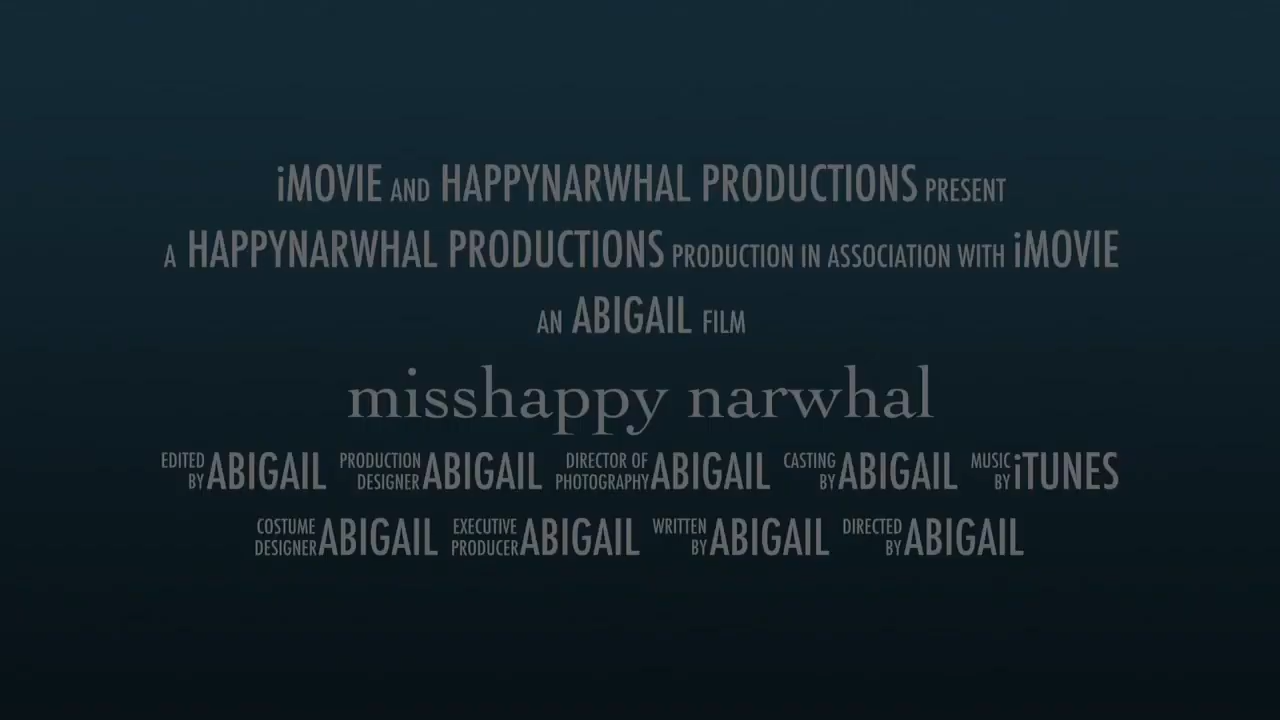 iMOVIE AND HAPPYNARWHAL PRODUCTIONS PRESENT
A HAPPYNARWHAL PRODUCTIONS PRODUCTION IN ASSOCIATION WITH iMOVIE
AN ABIGAIL FILM
misshappy narwhal
EDITED BY ABIGAIL PRODUCTION DESIGNER ABIGAIL DIRECTOR OF PHOTOGRAPHY ABIGAIL CASTING BY ABIGAIL MUSIC BY iTUNES
COSTUME DESIGNER ABIGAIL EXECUTIVE PRODUCER ABIGAIL WRITTEN BY ABIGAIL DIRECTED BY ABIGAIL